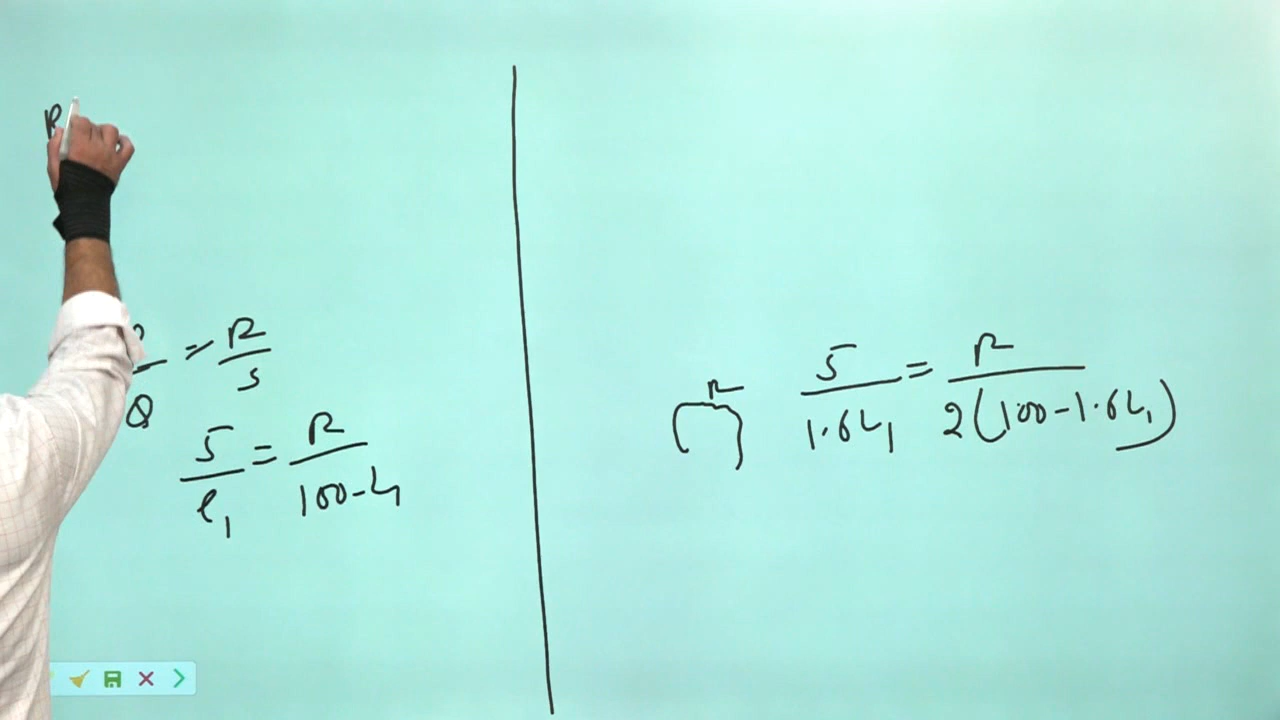 R
/Q = R/S
5/l₁ = R/(100-L₁)
R
5/1.6L₁ = R/2(100-1.6L₁)